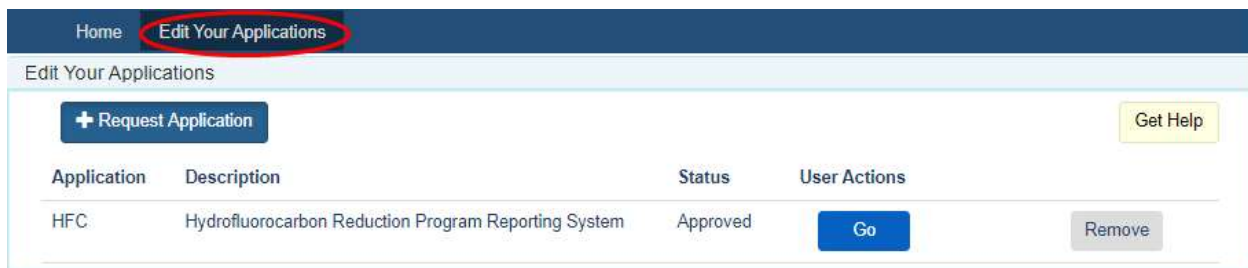 Home Edit Your Applications
Edit Your Applications
+ Request Application Get Help
Application Description Status User Actions
HFC Hydrofluorocarbon Reduction Program Reporting System Approved Go Remove